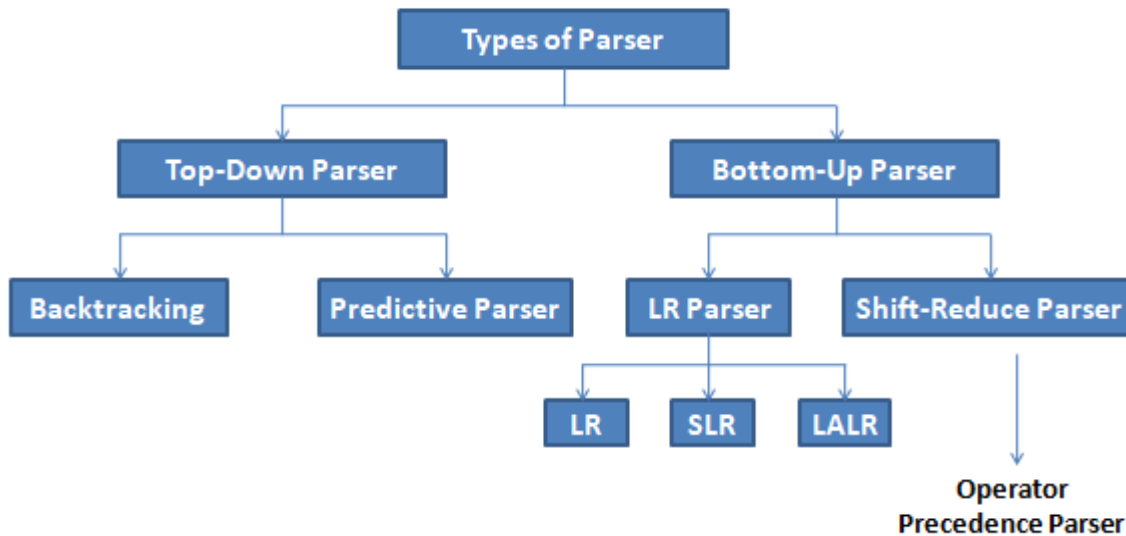 Types of Parser
Top-Down Parser
Bottom-Up Parser
Backtracking
Predictive Parser
LR Parser
Shift-Reduce Parser
LR
SLR
LALR
Operator
Precedence Parser